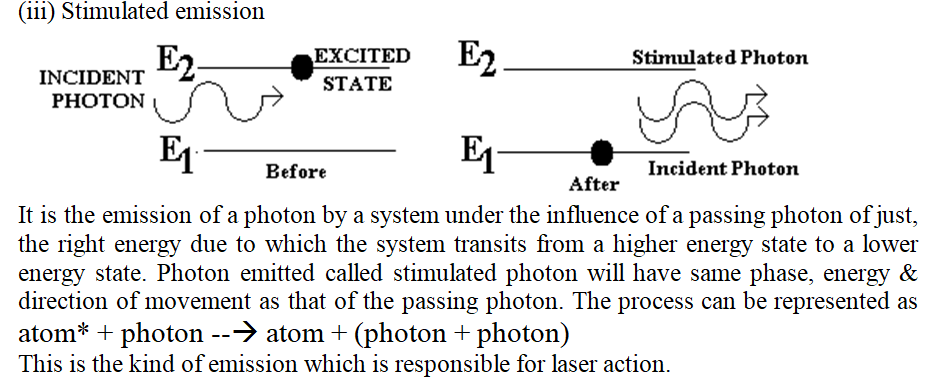 (iii) Stimulated emission
E2
EXCITED
STATE
INCIDENT
PHOTON
E1
Before
E2
Stimulated Photon
E1
Incident Photon
After
It is the emission of a photon by a system under the influence of a passing photon of just,
the right energy due to which the system transits from a higher energy state to a lower
energy state. Photon emitted called stimulated photon will have same phase, energy &
direction of movement as that of the passing photon. The process can be represented as
atom* + photon --→ atom + (photon + photon)
This is the kind of emission which is responsible for laser action.